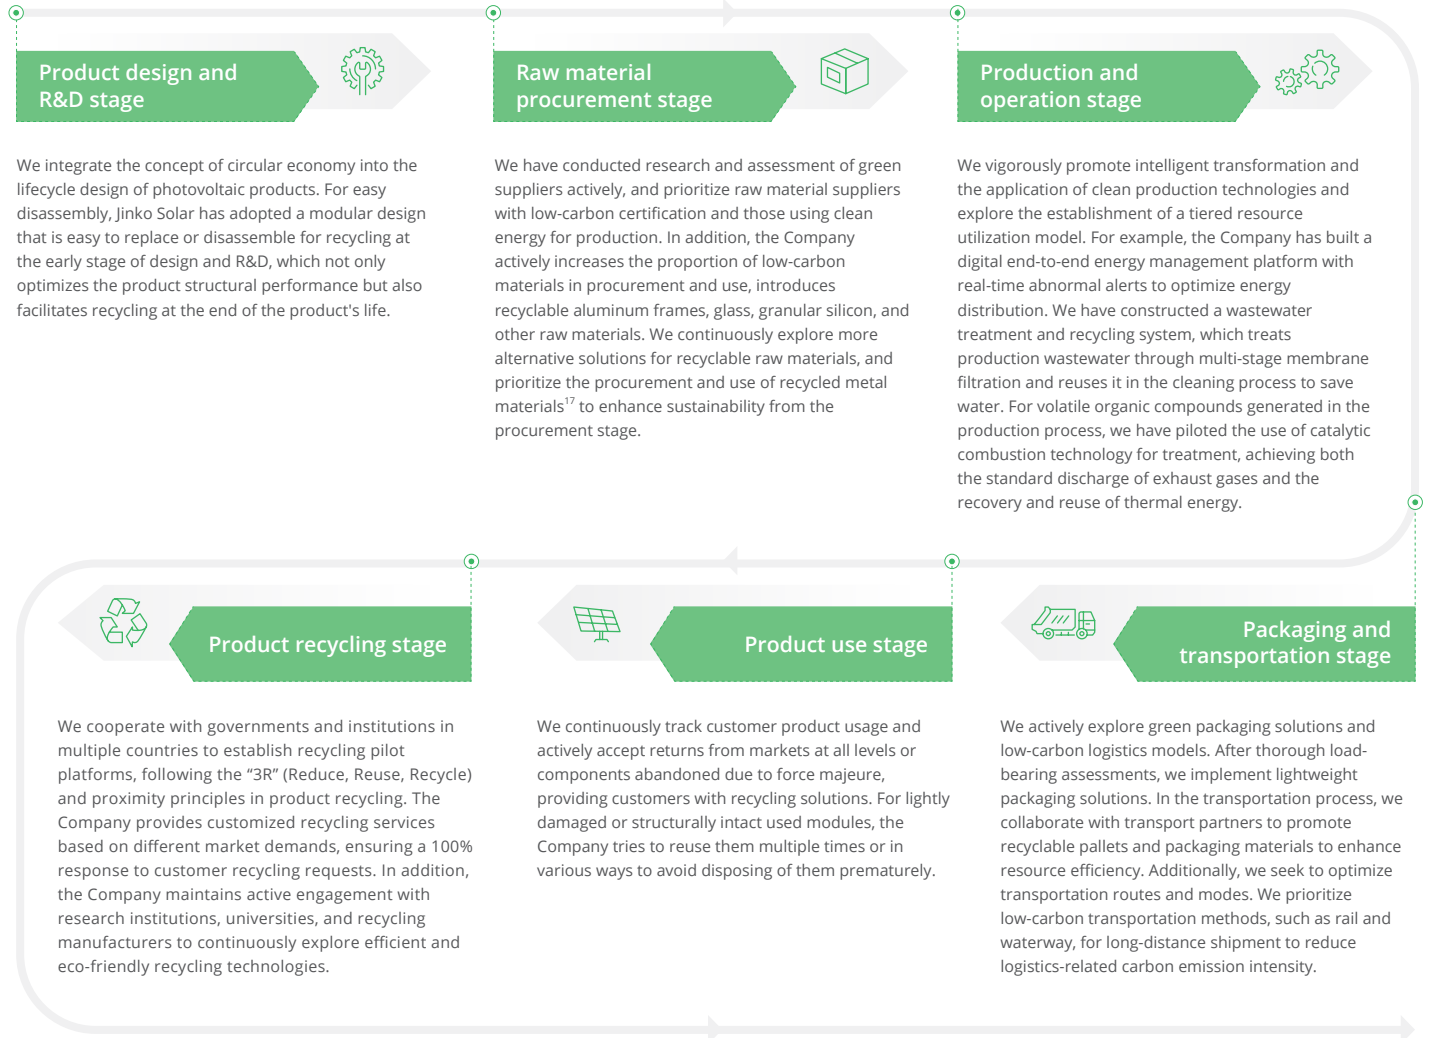 Product design and
R&D stage
We integrate the concept of circular economy into the
lifecycle design of photovoltaic products. For easy
disassembly, Jinko Solar has adopted a modular design
that is easy to replace or disassemble for recycling at
the early stage of design and R&D, which not only
optimizes the product structural performance but also
facilitates recycling at the end of the product's life.
Raw material
procurement stage
We have conducted research and assessment of green
suppliers actively, and prioritize raw material suppliers
with low-carbon certification and those using clean
energy for production. In addition, the Company
actively increases the proportion of low-carbon
materials in procurement and use, introduces
recyclable aluminum frames, glass, granular silicon, and
other raw materials. We continuously explore more
alternative solutions for recyclable raw materials, and
prioritize the procurement and use of recycled metal
materials17 to enhance sustainability from the
procurement stage.
Production and
operation stage
We vigorously promote intelligent transformation and
the application of clean production technologies and
explore the establishment of a tiered resource
utilization model. For example, the Company has built a
digital end-to-end energy management platform with
real-time abnormal alerts to optimize energy
distribution. We have constructed a wastewater
treatment and recycling system, which treats
production wastewater through multi-stage membrane
filtration and reuses it in the cleaning process to save
water. For volatile organic compounds generated in the
production process, we have piloted the use of catalytic
combustion technology for treatment, achieving both
the standard discharge of exhaust gases and the
recovery and reuse of thermal energy.
Packaging and
transportation stage
We actively explore green packaging solutions and
low-carbon logistics models. After thorough load-
bearing assessments, we implement lightweight
packaging solutions. In the transportation process, we
collaborate with transport partners to promote
recyclable pallets and packaging materials to enhance
resource efficiency. Additionally, we seek to optimize
transportation routes and modes. We prioritize
low-carbon transportation methods, such as rail and
waterway, for long-distance shipment to reduce
logistics-related carbon emission intensity.
Product use stage
We continuously track customer product usage and
actively accept returns from markets at all levels or
components abandoned due to force majeure,
providing customers with recycling solutions. For lightly
damaged or structurally intact used modules, the
Company tries to reuse them multiple times or in
various ways to avoid disposing of them prematurely.
Product recycling stage
We cooperate with governments and institutions in
multiple countries to establish recycling pilot
platforms, following the “3R” (Reduce, Reuse, Recycle)
and proximity principles in product recycling. The
Company provides customized recycling services
based on different market demands, ensuring a 100%
response to customer recycling requests. In addition,
the Company maintains active engagement with
research institutions, universities, and recycling
manufacturers to continuously explore efficient and
eco-friendly recycling technologies.